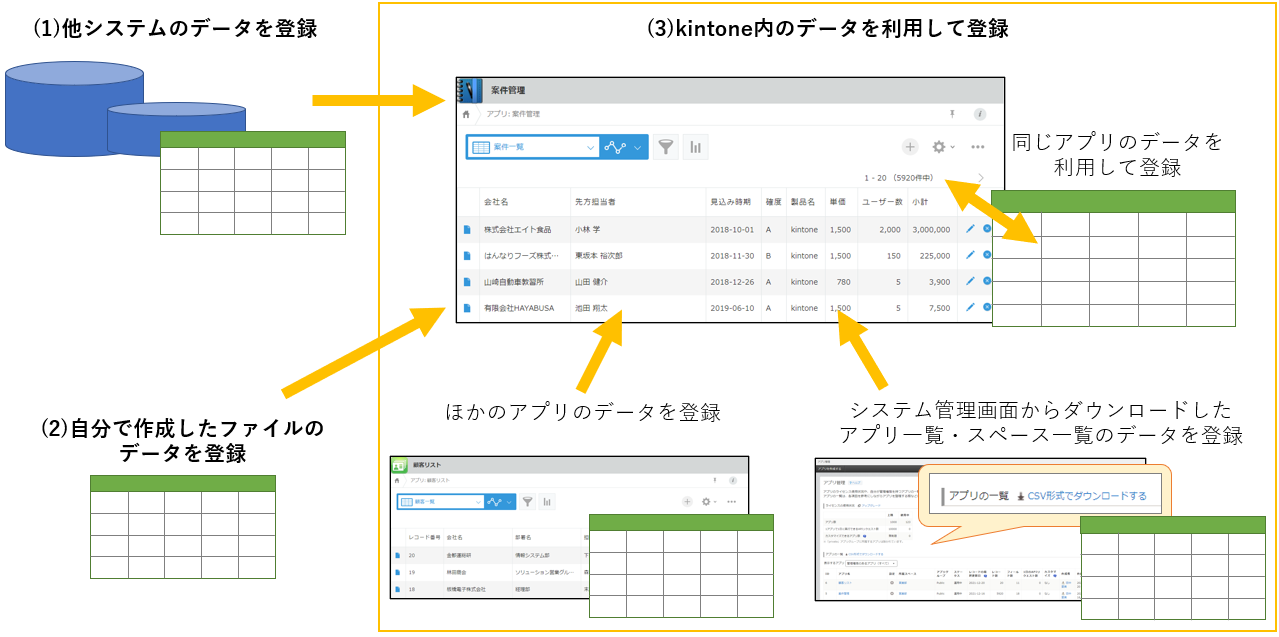 (1)他システムのデータを登録
(3)kintone内のデータを利用して登録
案件管理
アプリ: 案件管理
案件一覧
1 - 20 (5920件中)
会社名 先方担当者 見込み時期 確度 製品名 単価 ユーザー数 小計
株式会社エイト食品 小林 学 2018-10-01 A kintone 1,500 2,000 3,000,000
はんなりフーズ株式… 東坂本 裕次郎 2018-11-30 B kintone 1,500 150 225,000
山崎自動車教習所 山田 健介 2018-12-26 A kintone 780 5 3,900
有限会社HAYABUSA 池田 翔太 2019-06-10 A kintone 1,500 5 7,500
同じアプリのデータを
利用して登録
(2)自分で作成したファイルの
データを登録
ほかのアプリのデータを登録
システム管理画面からダウンロードした
アプリ一覧・スペース一覧のデータを登録
顧客リスト
アプリ: 顧客リスト
顧客一覧
レコード番号 会社名 部署名
20 金都運総研 情報システム部
19 林田商会 ソリューション営業グル…
18 板橋電子株式会社 経理部
アプリ管理
アプリの一覧 CSV形式でダウンロードする